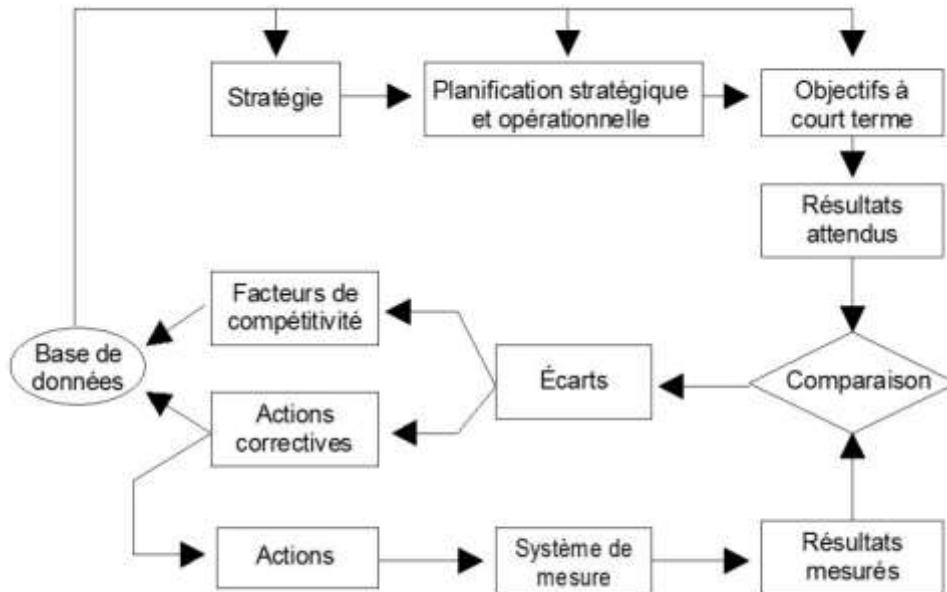 Stratégie
Planification stratégique
et opérationnelle
Objectifs à
court terme
Résultats
attendus
Facteurs de
compétitivité
Base de
données
Écarts
Comparaison
Actions
correctives
Actions
Système de
mesure
Résultats
mesurés